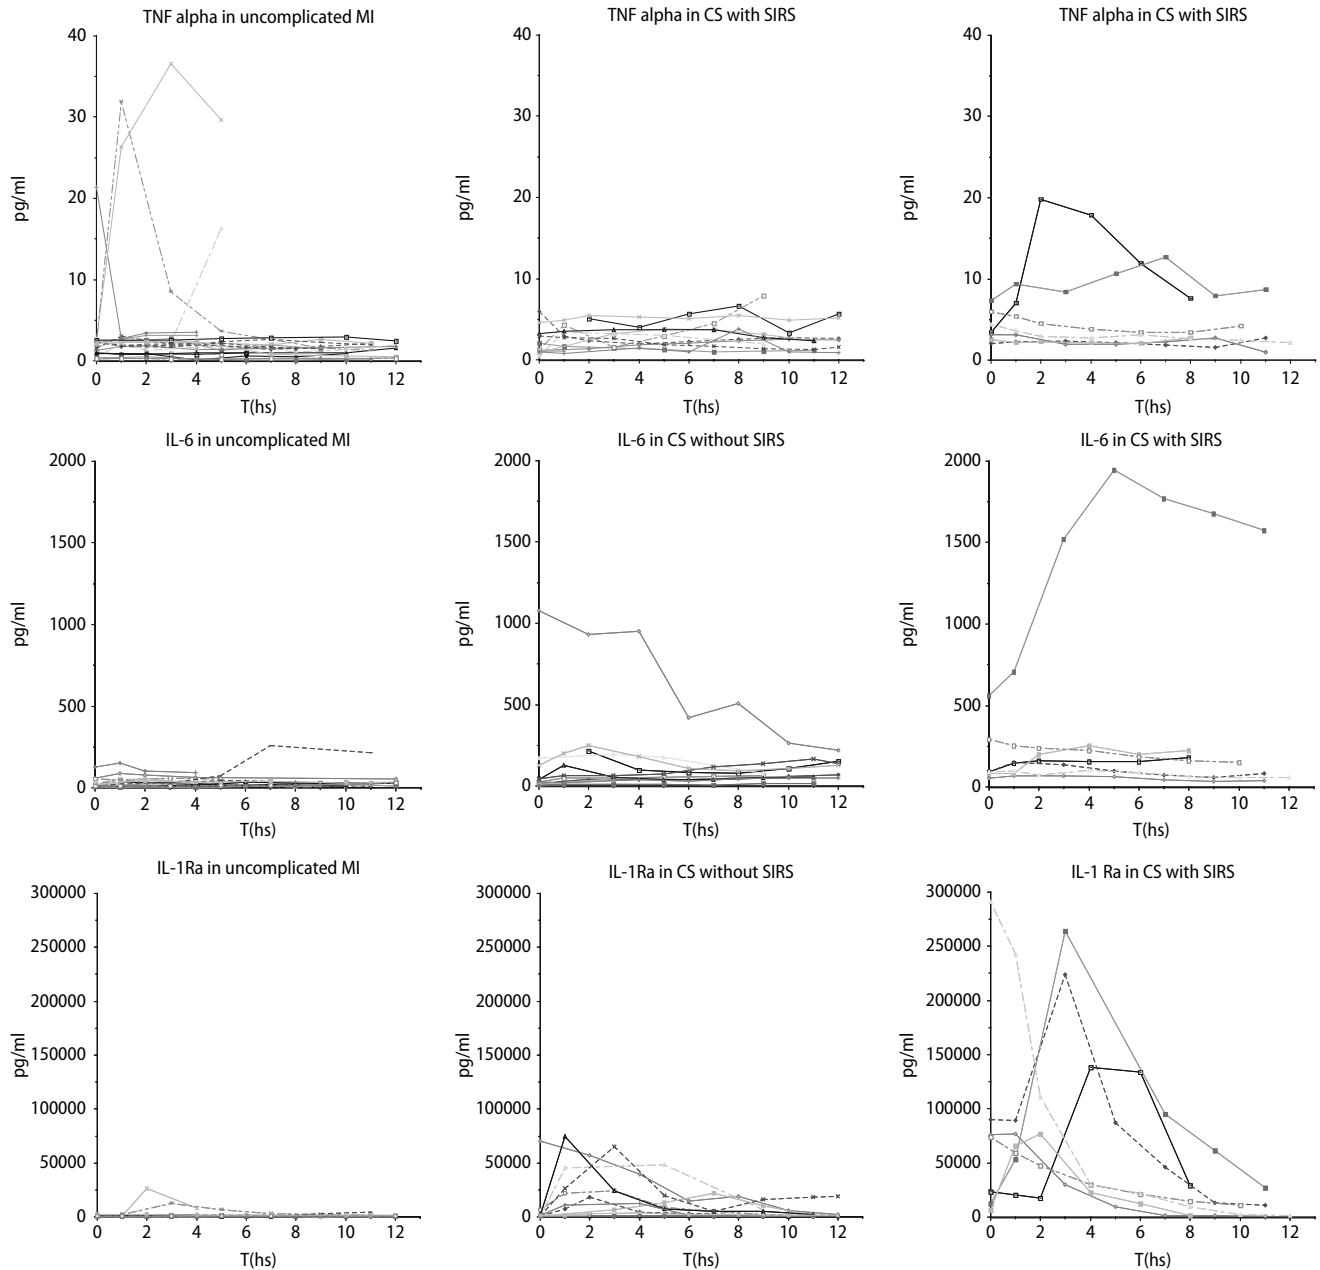 TNF alpha in uncomplicated MI
40
30
20
10
0
pg/ml
0 2 4 6 8 10 12
T(hs)
TNF alpha in CS with SIRS
40
30
20
10
0
pg/ml
0 2 4 6 8 10 12
T(hs)
TNF alpha in CS with SIRS
40
30
20
10
0
pg/ml
0 2 4 6 8 10 12
T(hs)
IL-6 in uncomplicated MI
2000
1500
1000
500
0
pg/ml
0 2 4 6 8 10 12
T(hs)
IL-6 in CS without SIRS
2000
1500
1000
500
0
pg/ml
0 2 4 6 8 10 12
T(hs)
IL-6 in CS with SIRS
2000
1500
1000
500
0
pg/ml
0 2 4 6 8 10 12
T(hs)
IL-1Ra in uncomplicated MI
300000
250000
200000
150000
100000
50000
0
pg/ml
0 2 4 6 8 10 12
T(hs)
IL-1Ra in CS without SIRS
300000
250000
200000
150000
100000
50000
0
pg/ml
0 2 4 6 8 10 12
T(hs)
IL-1 Ra in CS with SIRS
300000
250000
200000
150000
100000
50000
0
pg/ml
0 2 4 6 8 10 12
T(hs)